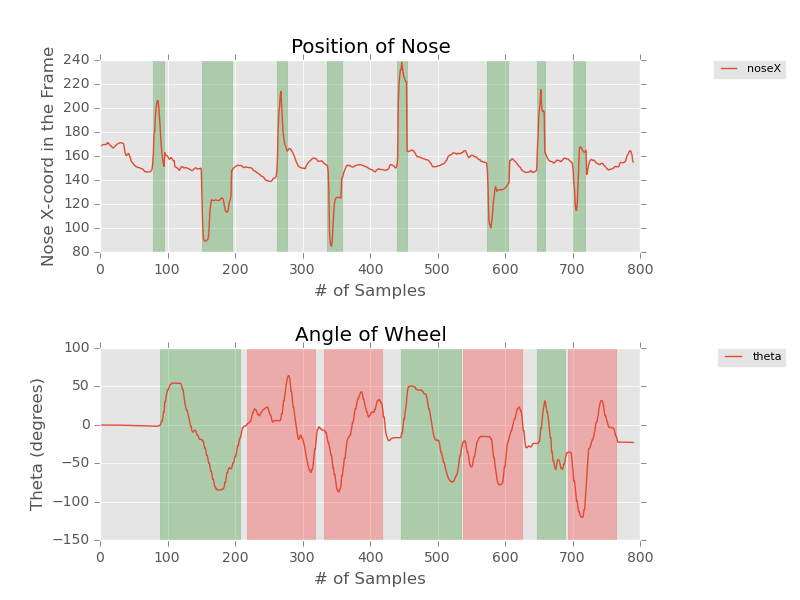 Position of Nose
Nose X-coord in the Frame
240
220
200
180
160
140
120
100
80
0 100 200 300 400 500 600 700 800
# of Samples
noseX
Angle of Wheel
Theta (degrees)
100
50
0
−50
−100
−150
0 100 200 300 400 500 600 700 800
# of Samples
theta